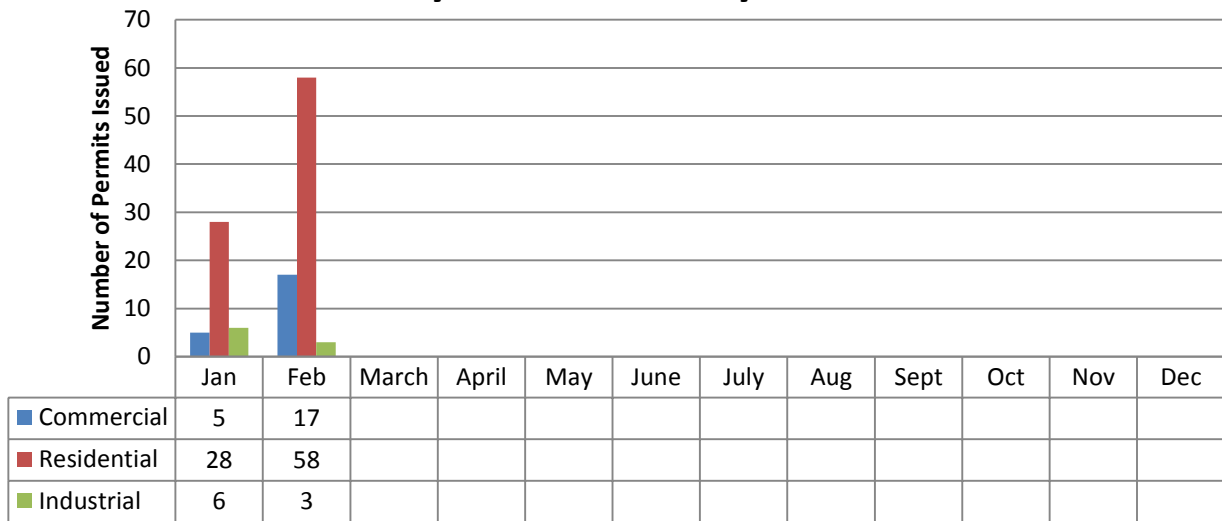 70
60
50
40
30
20
10
0
Number of Permits Issued
Jan Feb March April May June July Aug Sept Oct Nov Dec
Commercial 5 17
Residential 28 58
Industrial 6 3